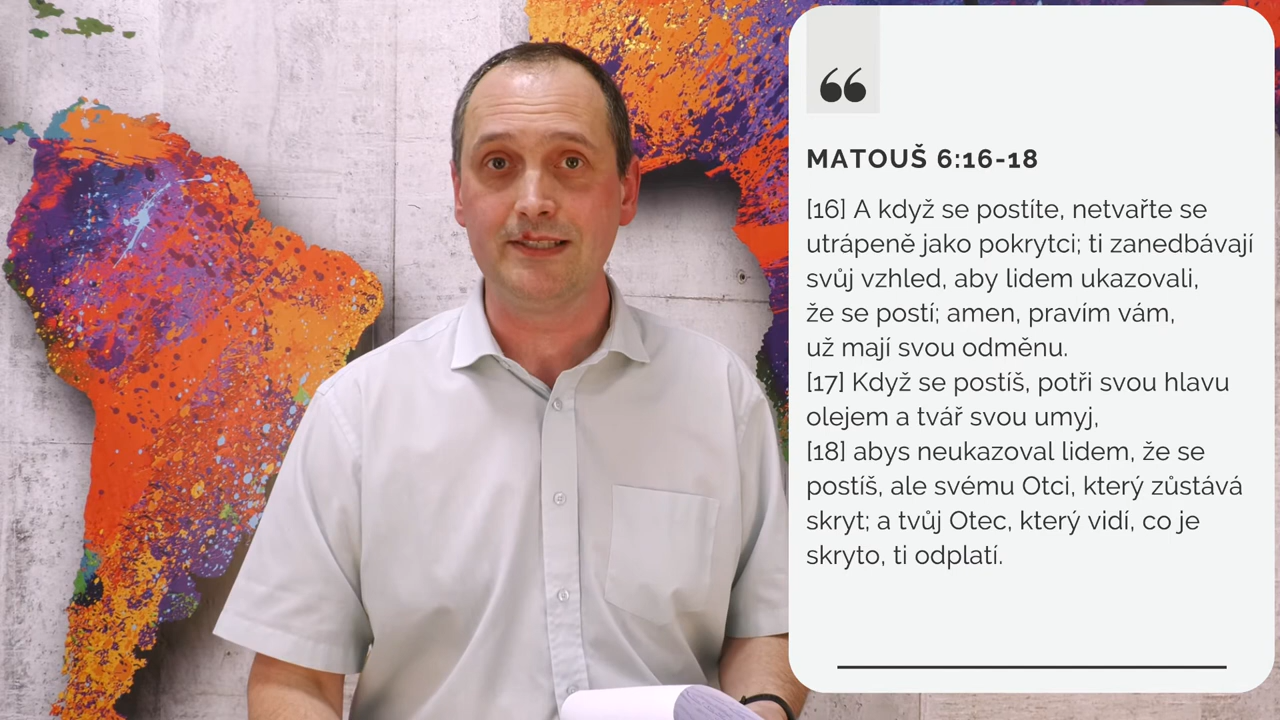 ❝
MATOUŠ 6:16-18
[16] A když se postíte, netvařte se
utrápeně jako pokrytci; ti zanedbávají
svůj vzhled, aby lidem ukazovali,
že se postí; amen, pravím vám,
už mají svou odměnu.
[17] Když se postíš, potři svou hlavu
olejem a tvář svou umyj,
[18] abys neukazoval lidem, že se
postíš, ale svému Otci, který zůstává
skryt; a tvůj Otec, který vidí, co je
skryto, ti odplatí.